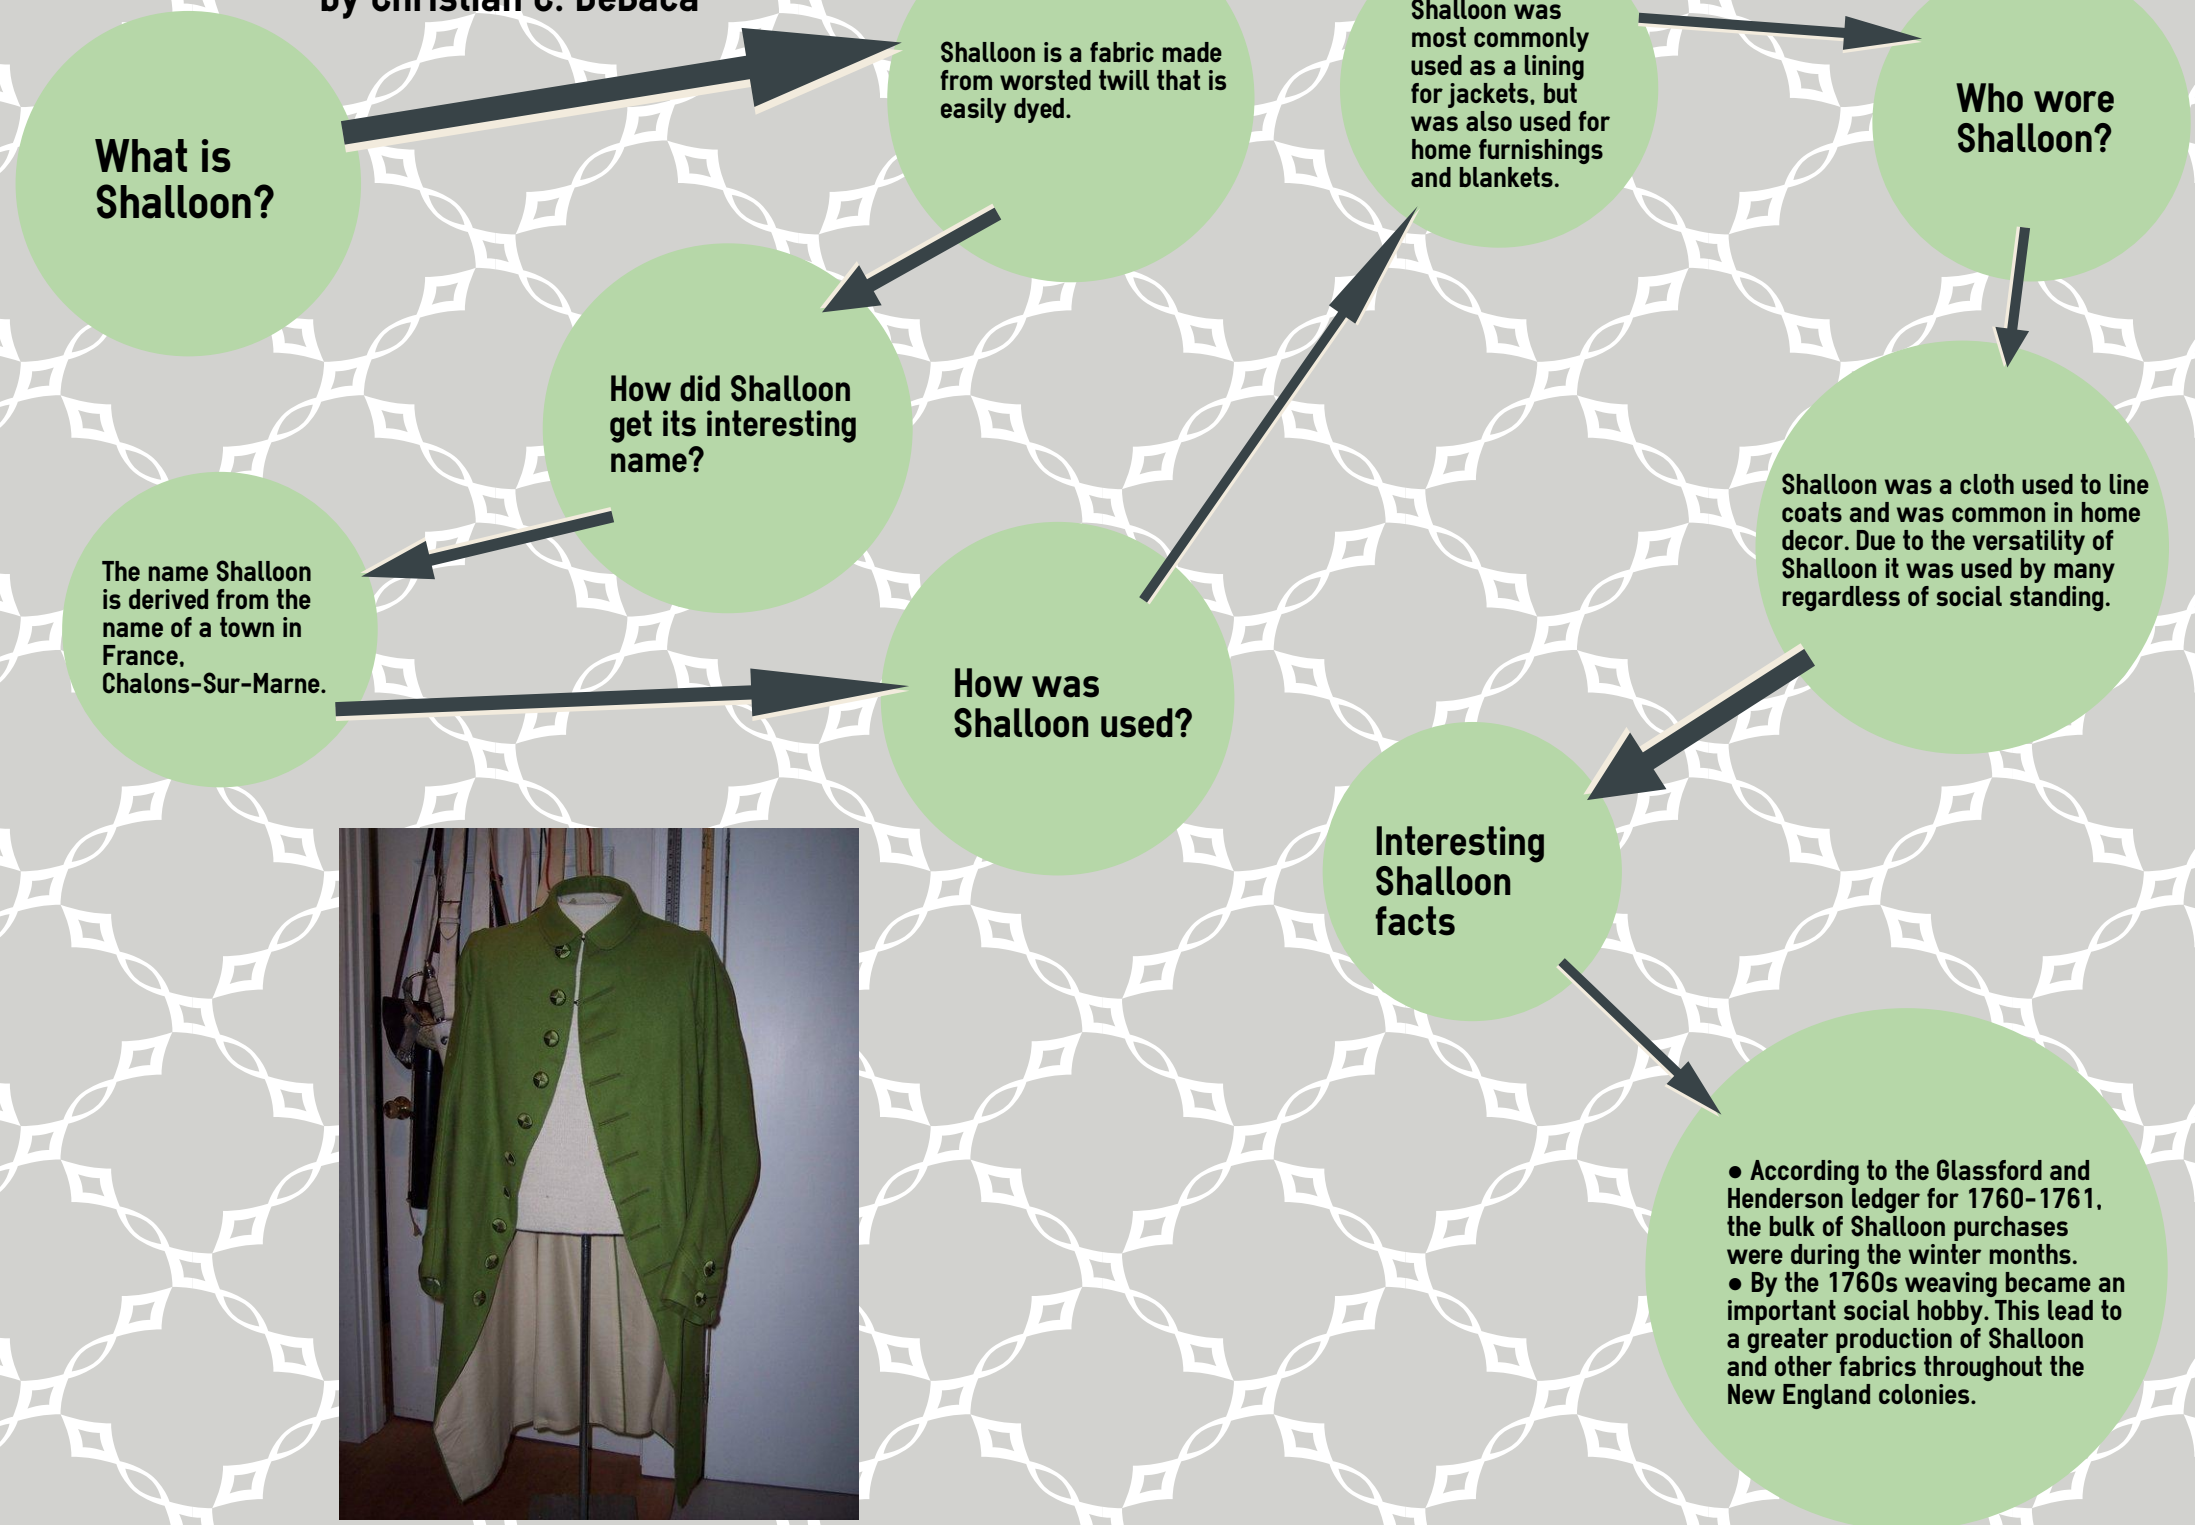 by Christian C. DeBaca
What is
Shalloon?
Shalloon is a fabric made
from worsted twill that is
easily dyed.
How did Shalloon
get its interesting
name?
The name Shalloon
is derived from the
name of a town in
France,
Chalons-Sur-Marne.
How was
Shalloon used?
Shalloon was
most commonly
used as a lining
for jackets, but
was also used for
home furnishings
and blankets.
Who wore
Shalloon?
Shalloon was a cloth used to line
coats and was common in home
decor. Due to the versatility of
Shalloon it was used by many
regardless of social standing.
Interesting
Shalloon
facts
● According to the Glassford and
Henderson ledger for 1760-1761,
the bulk of Shalloon purchases
were during the winter months.
● By the 1760s weaving became an
important social hobby. This lead to
a greater production of Shalloon
and other fabrics throughout the
New England colonies.